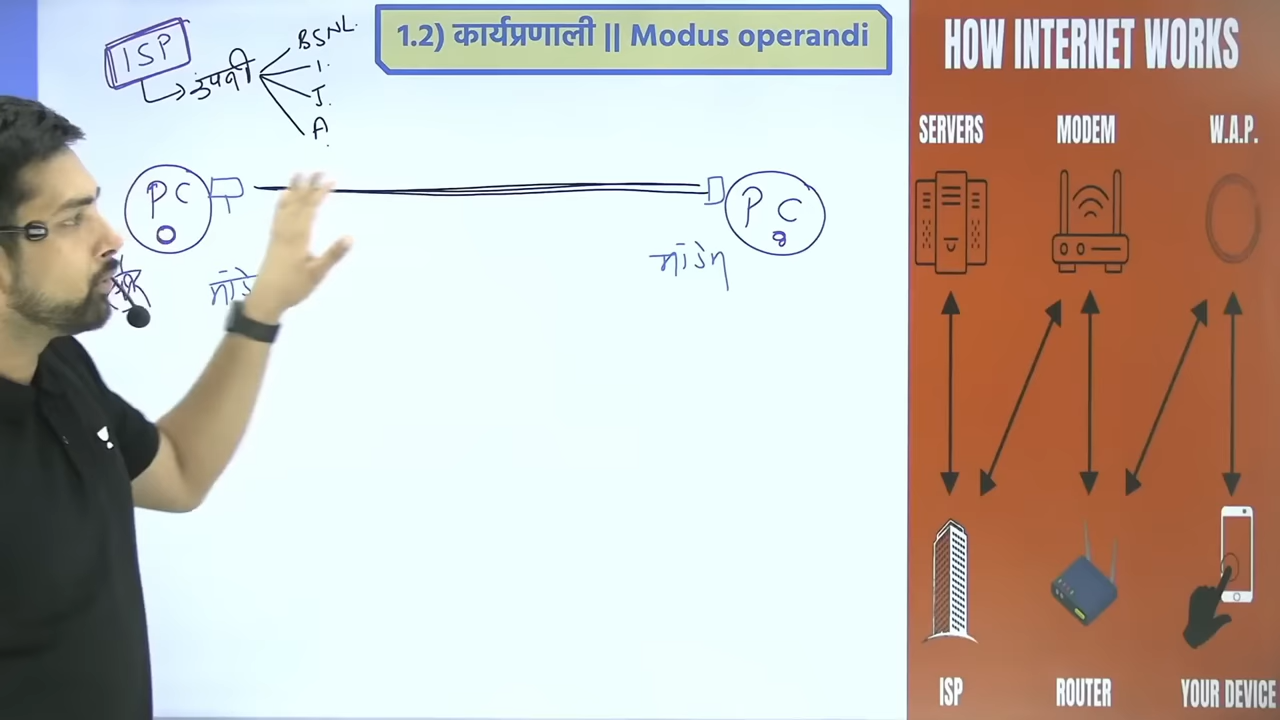 1.2) कार्यप्रणाली || Modus operandi
ISP
BSNL.
I.
J.
A.
PC
PC
मॉडेम
HOW INTERNET WORKS
SERVERS MODEM W.A.P.
ISP ROUTER YOUR DEVICE